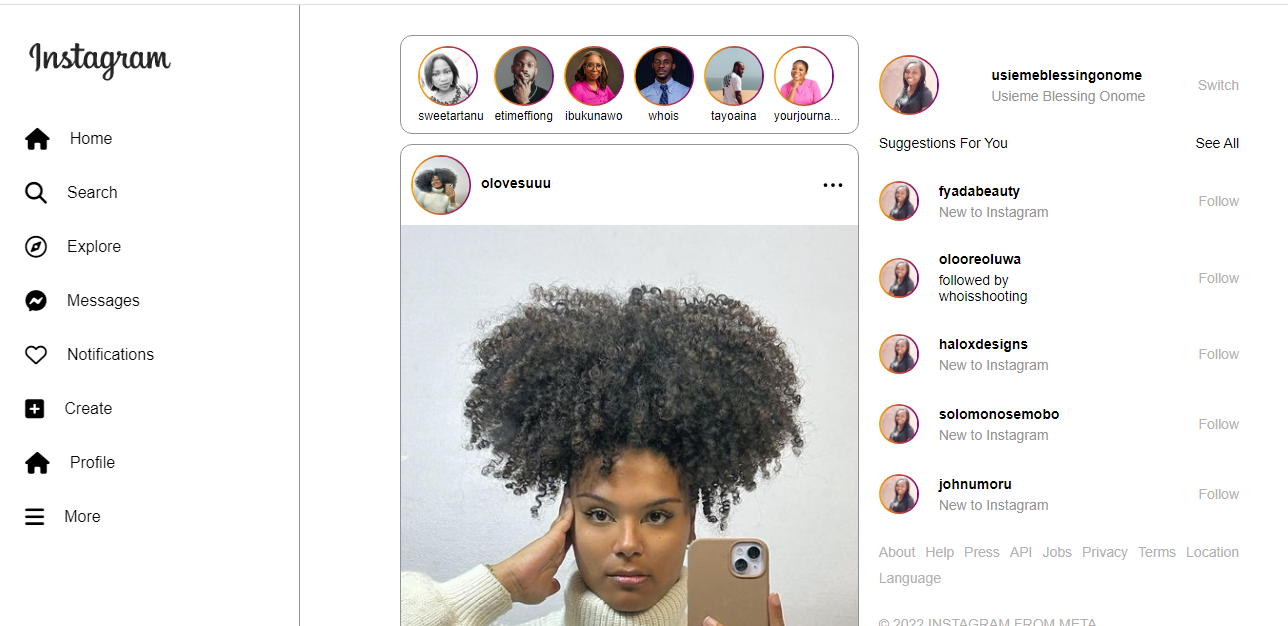 Instagram
Home
Search
Explore
Messages
Notifications
Create
Profile
More
sweetartanu etimeffiong ibukunawo whois tayoaina yourjourna...
olovesuuu
usiemeblessingonome
Usieme Blessing Onome
Switch
Suggestions For You See All
fyadabeauty
New to Instagram
Follow
olooreoluwa
followed by
whoisshooting
Follow
haloxdesigns
New to Instagram
Follow
solomonosemobo
New to Instagram
Follow
johnumoru
New to Instagram
Follow
About Help Press API Jobs Privacy Terms Location
Language
© 2022 INSTAGRAM FROM META